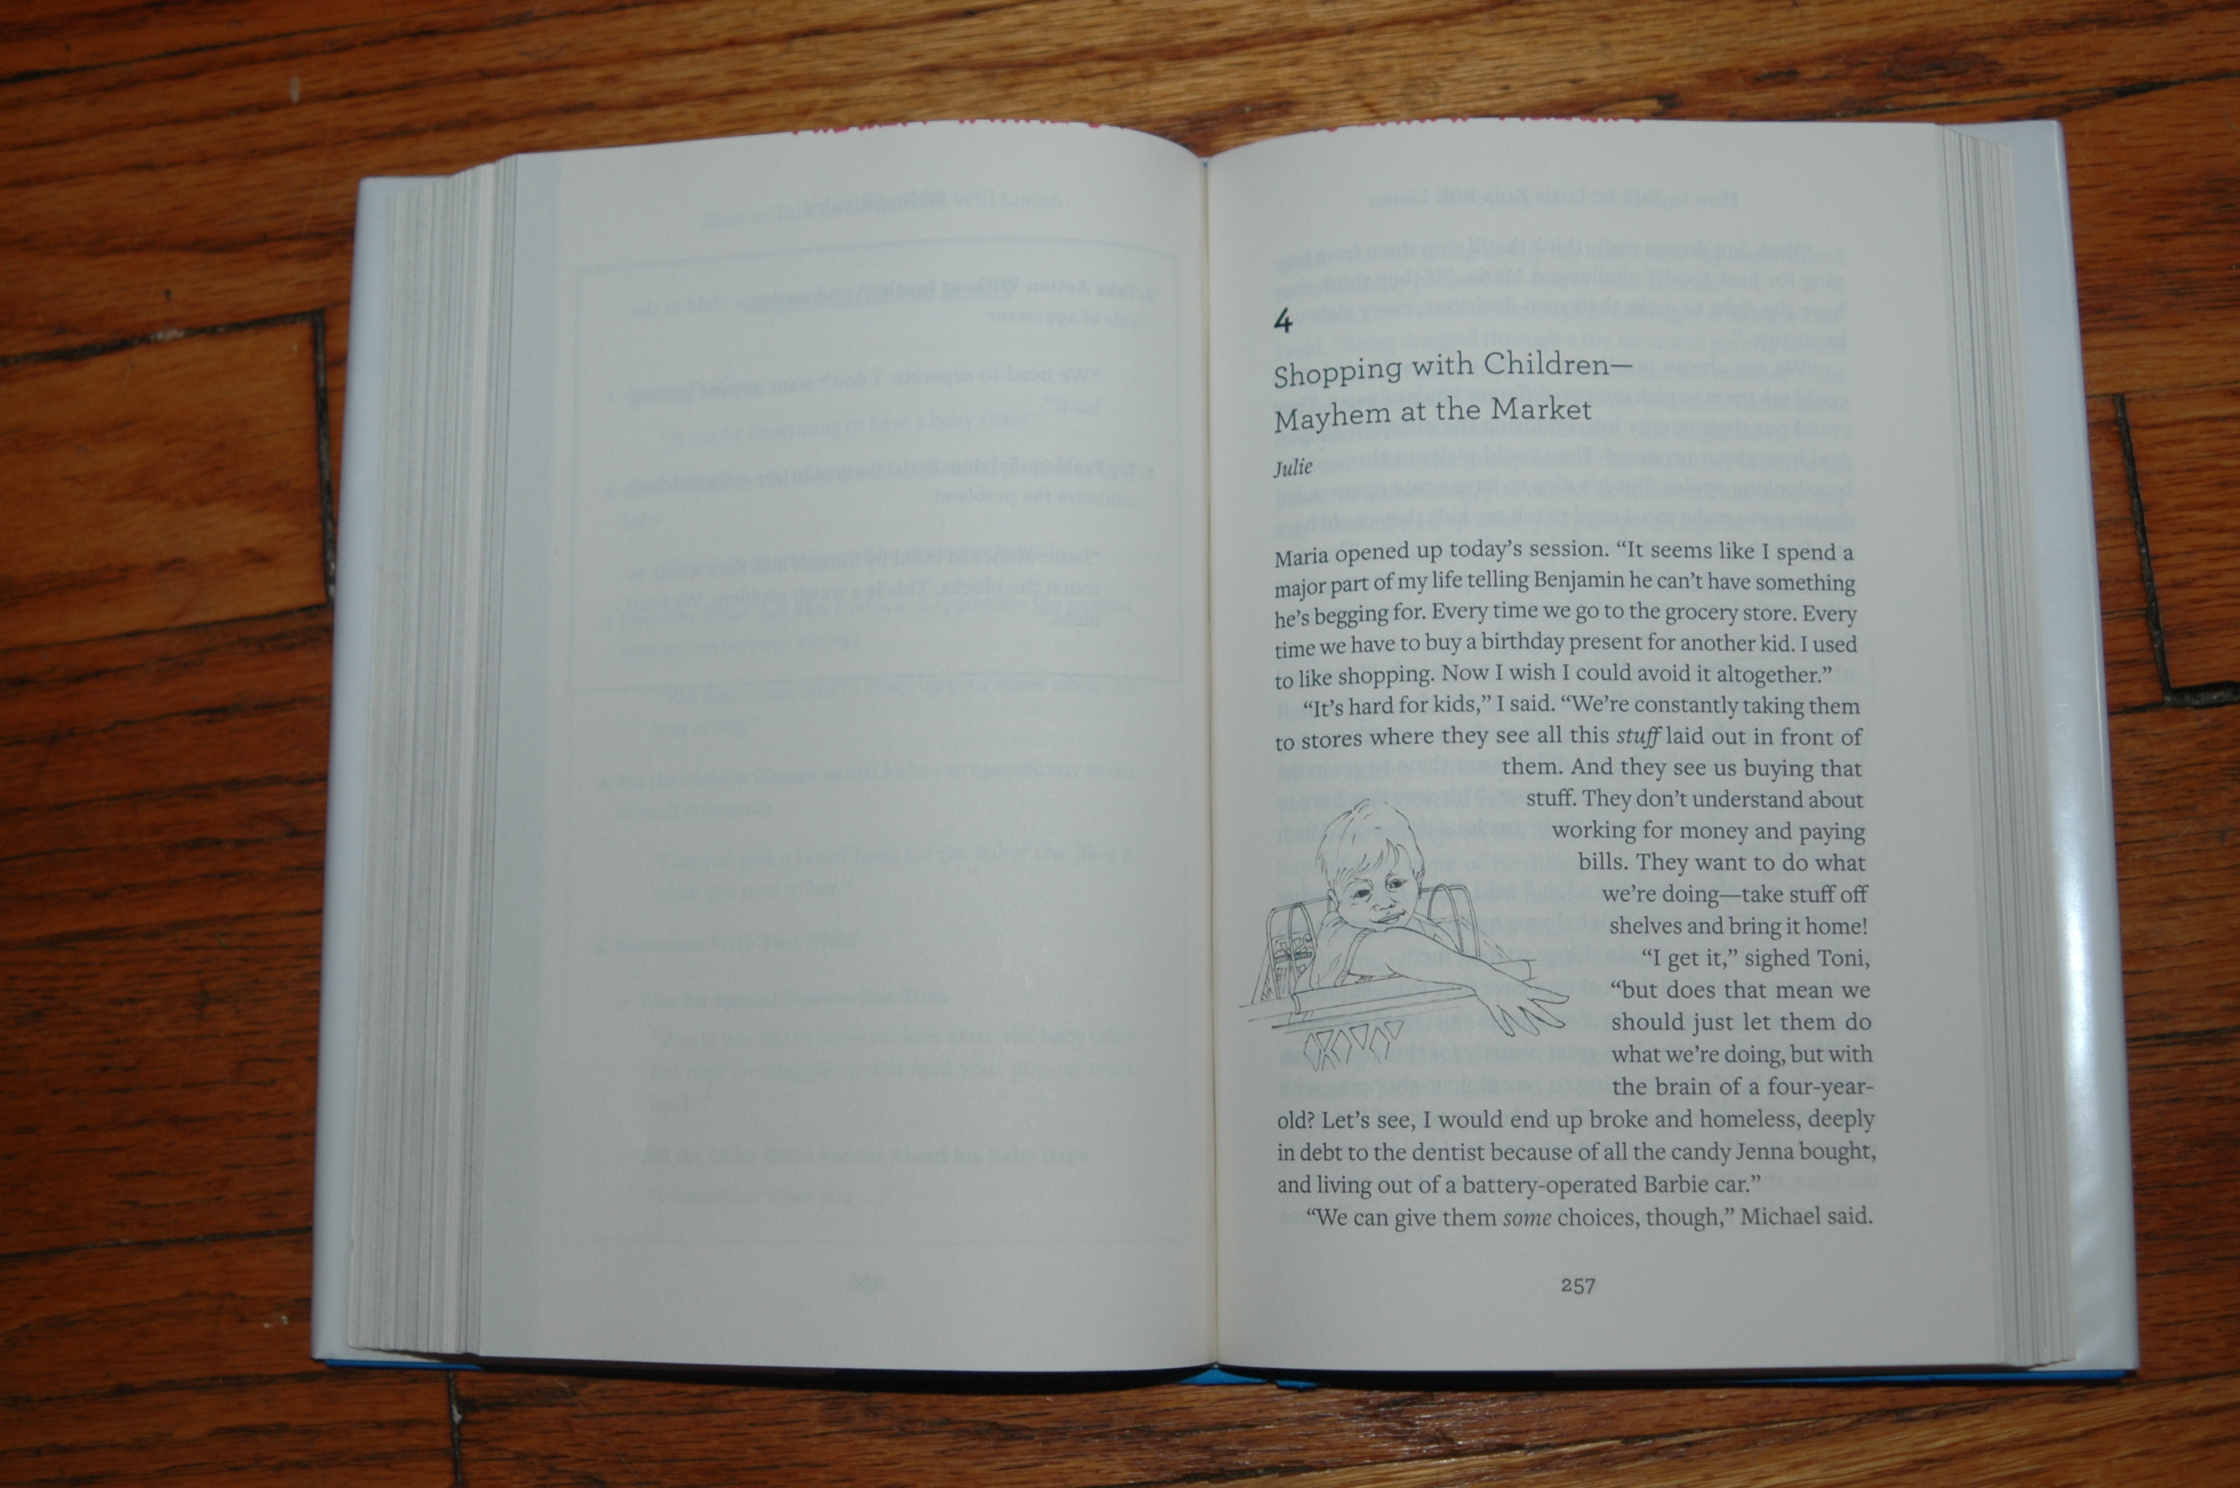 4
Shopping with Children—
Mayhem at the Market
Julie
Maria opened up today’s session. “It seems like I spend a
major part of my life telling Benjamin he can’t have something
he’s begging for. Every time we go to the grocery store. Every
time we have to buy a birthday present for another kid. I used
to like shopping. Now I wish I could avoid it altogether.”
“It’s hard for kids,” I said. “We’re constantly taking them
to stores where they see all this stuff laid out in front of
them. And they see us buying that
stuff. They don’t understand about
working for money and paying
bills. They want to do what
we’re doing—take stuff off
shelves and bring it home!
“I get it,” sighed Toni,
“but does that mean we
should just let them do
what we’re doing, but with
the brain of a four-year-
old? Let’s see, I would end up broke and homeless, deeply
in debt to the dentist because of all the candy Jenna bought,
and living out of a battery-operated Barbie car.”
“We can give them some choices, though,” Michael said.
257